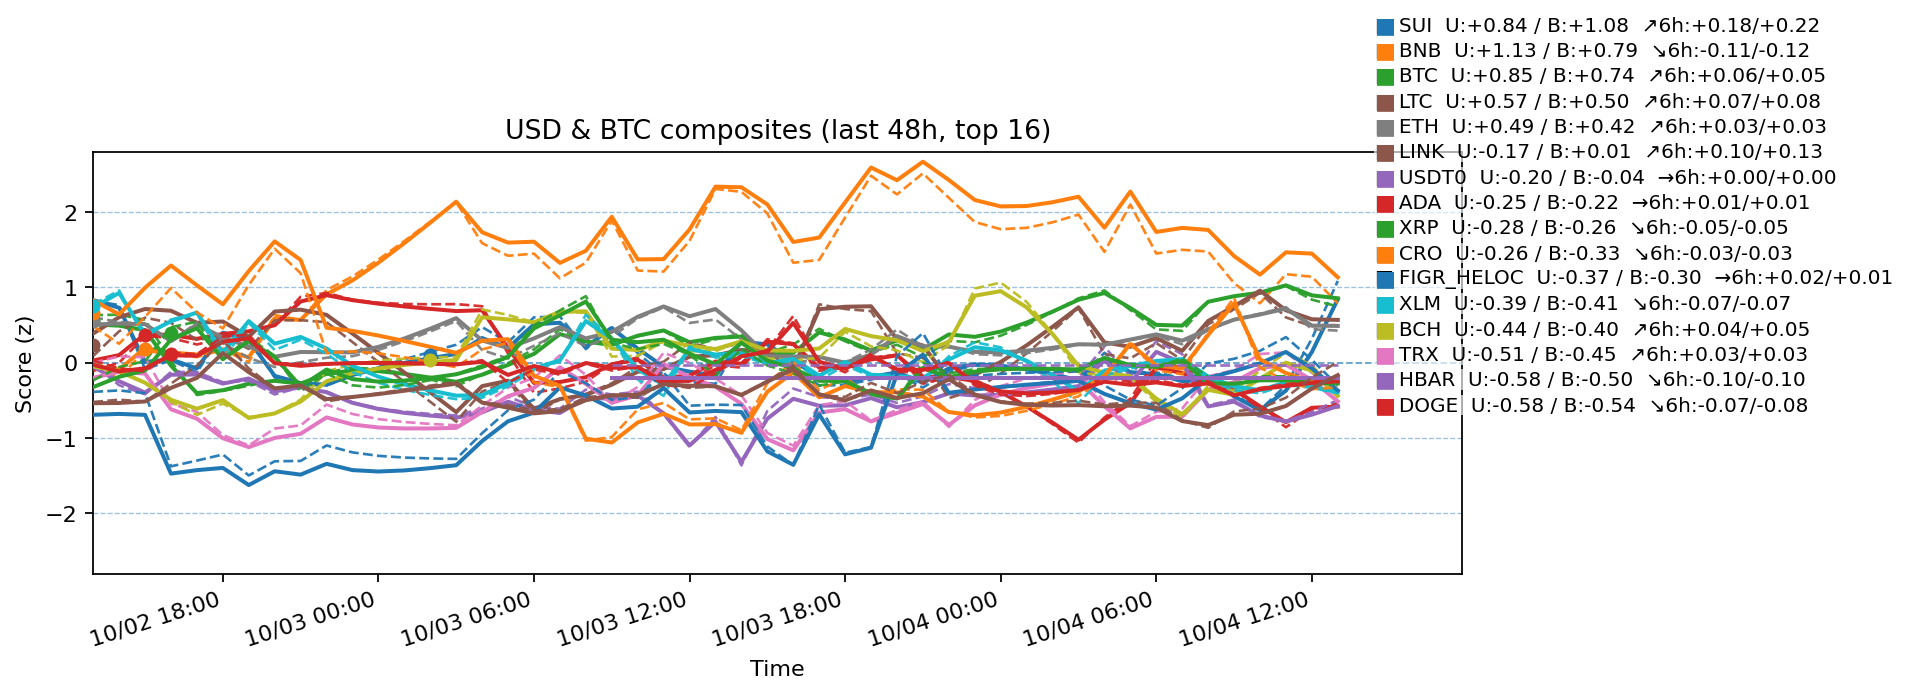 SUI U:+0.84 / B:+1.08 ↗6h:+0.18/+0.22
BNB U:+1.13 / B:+0.79 ↘6h:-0.11/-0.12
BTC U:+0.85 / B:+0.74 ↗6h:+0.06/+0.05
LTC U:+0.57 / B:+0.50 ↗6h:+0.07/+0.08
ETH U:+0.49 / B:+0.42 ↗6h:+0.03/+0.03
LINK U:-0.17 / B:+0.01 ↗6h:+0.10/+0.13
USDT0 U:-0.20 / B:-0.04 →6h:+0.00/+0.00
ADA U:-0.25 / B:-0.22 →6h:+0.01/+0.01
XRP U:-0.28 / B:-0.26 ↘6h:-0.05/-0.05
CRO U:-0.26 / B:-0.33 ↘6h:-0.03/-0.03
FIGR_HELOC U:-0.37 / B:-0.30 →6h:+0.02/+0.01
XLM U:-0.39 / B:-0.41 ↘6h:-0.07/-0.07
BCH U:-0.44 / B:-0.40 ↗6h:+0.04/+0.05
TRX U:-0.51 / B:-0.45 ↗6h:+0.03/+0.03
HBAR U:-0.58 / B:-0.50 ↘6h:-0.10/-0.10
DOGE U:-0.58 / B:-0.54 ↘6h:-0.07/-0.08
USD & BTC composites (last 48h, top 16)
Score (z)
2
1
0
−1
−2
10/02 18:00
10/03 00:00
10/03 06:00
10/03 12:00
10/03 18:00
10/04 00:00
10/04 06:00
10/04 12:00
Time